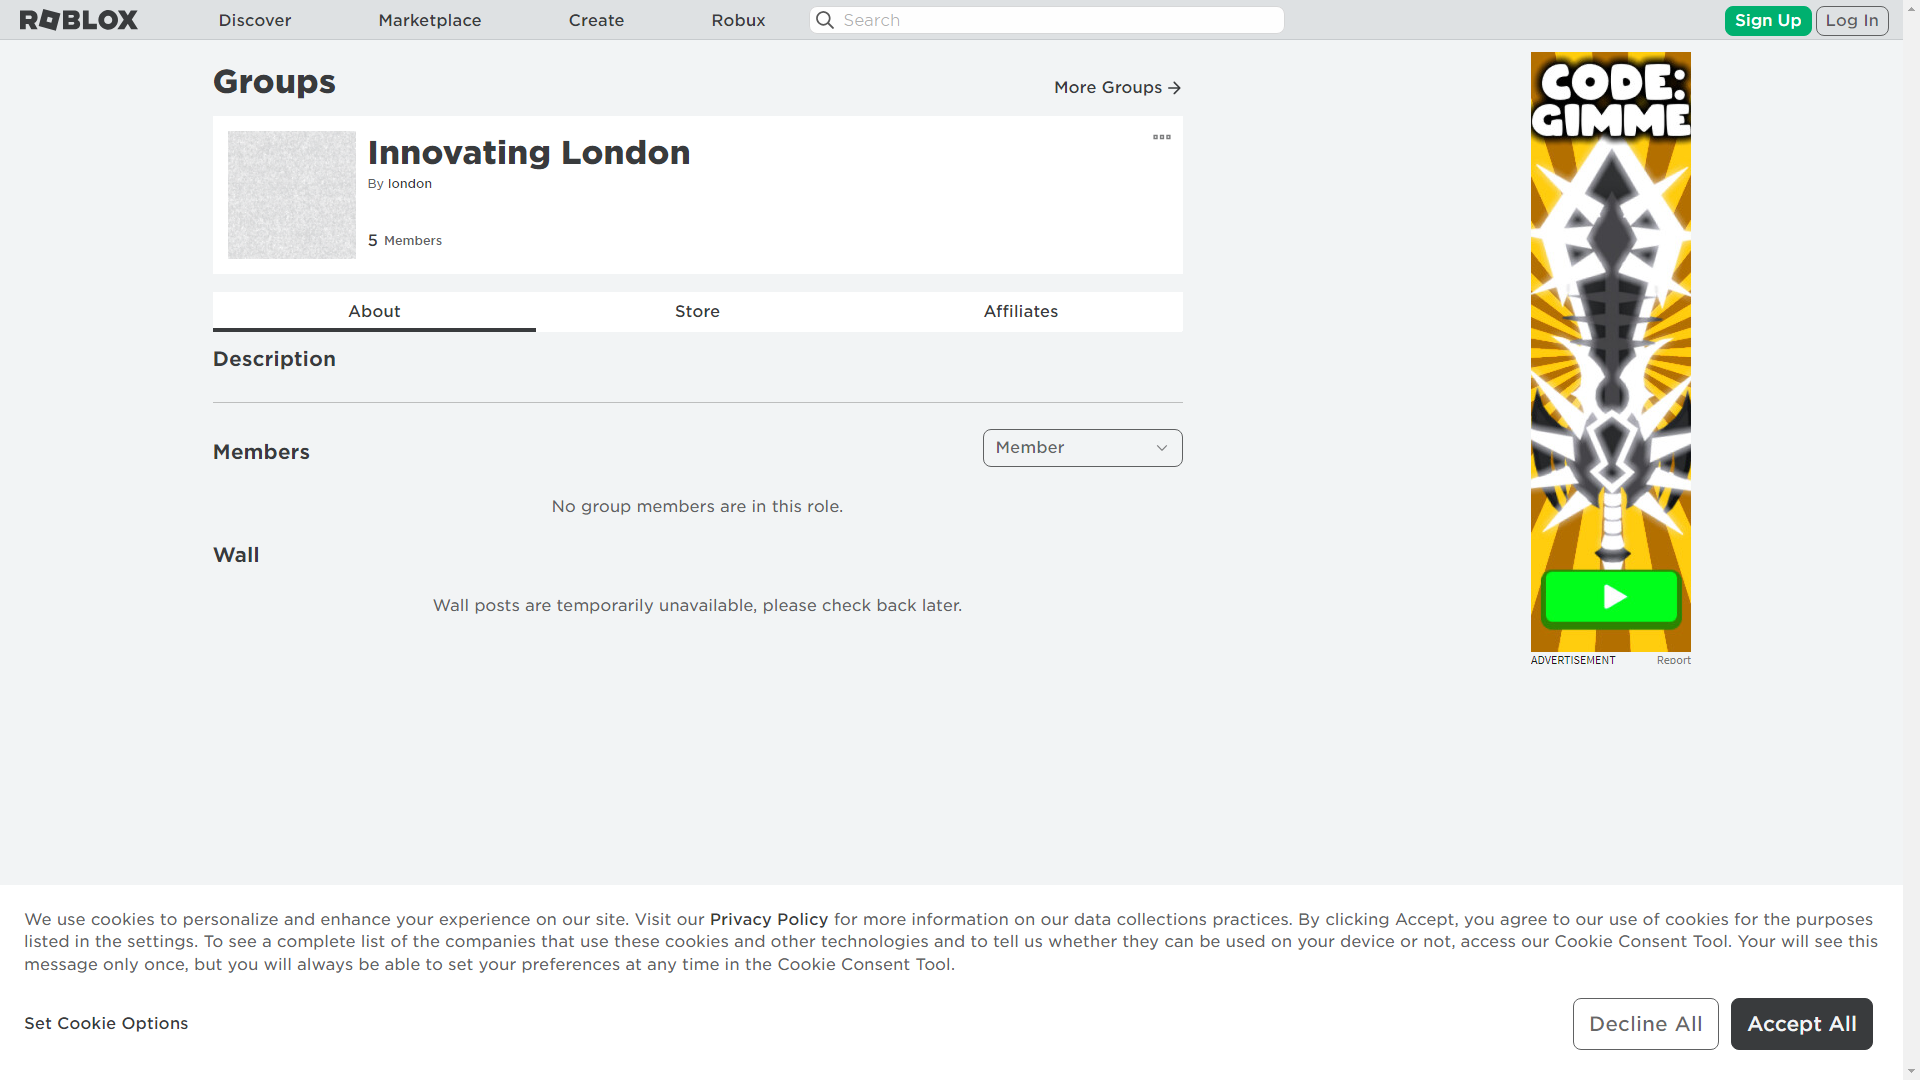 ROBLOX
Discover
Marketplace
Create
Robux
Search
Sign Up
Log In
Groups
More Groups
Innovating London
By london
5 Members
About
Store
Affiliates
Description
Members
Member
No group members are in this role.
Wall
Wall posts are temporarily unavailable, please check back later.
CODE:
GIMME
ADVERTISEMENT
Report
We use cookies to personalize and enhance your experience on our site. Visit our Privacy Policy for more information on our data collections practices. By clicking Accept, you agree to our use of cookies for the purposes
listed in the settings. To see a complete list of the companies that use these cookies and other technologies and to tell us whether they can be used on your device or not, access our Cookie Consent Tool. Your will see this
message only once, but you will always be able to set your preferences at any time in the Cookie Consent Tool.
Set Cookie Options
Decline All
Accept All